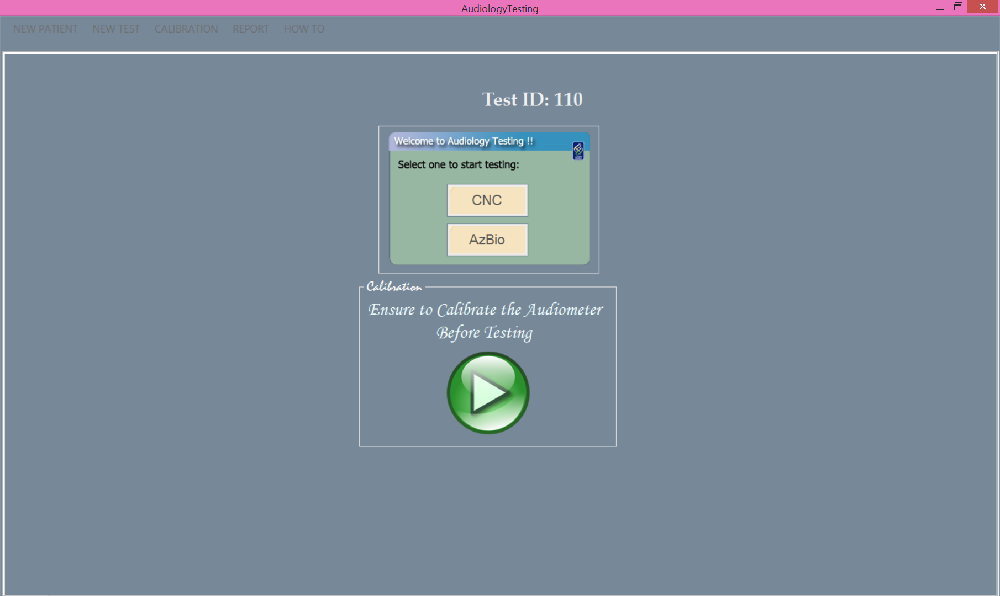 AudiologyTesting
NEW PATIENT NEW TEST CALIBRATION REPORT HOW TO
Test ID: 110
Welcome to Audiology Testing !!
Select one to start testing:
CNC
AzBio
Calibration
Ensure to Calibrate the Audiometer
Before Testing